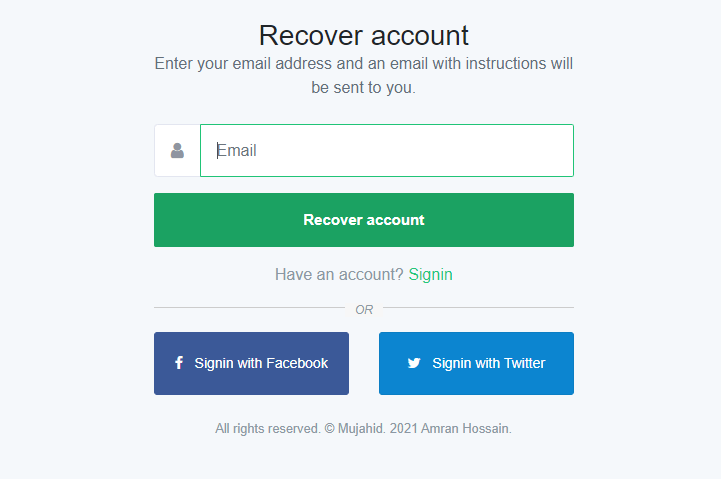 Recover account
Enter your email address and an email with instructions will
be sent to you.
Email
Recover account
Have an account? Signin
OR
Signin with Facebook
Signin with Twitter
All rights reserved. © Mujahid. 2021 Amran Hossain.